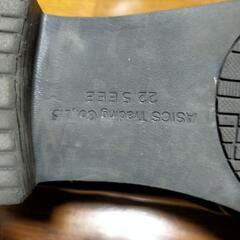 ASICS Trading Co.,Ltd.
22.5 EEE